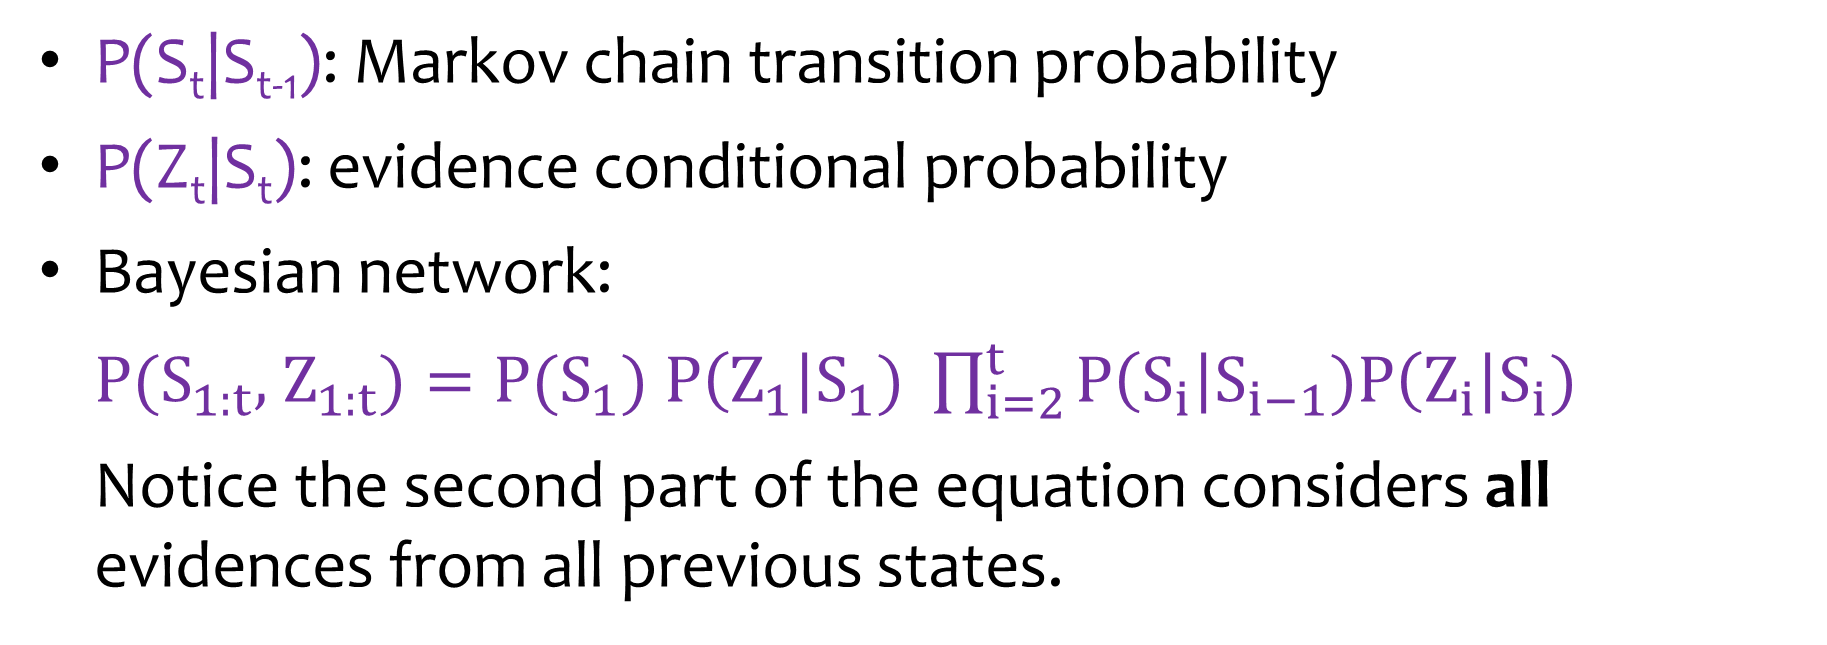 • P(Sₜ|Sₜ₋₁): Markov chain transition probability
• P(Zₜ|Sₜ): evidence conditional probability
• Bayesian network:
P(S₁:ₜ, Z₁:ₜ) = P(S₁) P(Z₁|S₁) ∏ᵗᵢ₌₂ P(Sᵢ|Sᵢ₋₁)P(Zᵢ|Sᵢ)
Notice the second part of the equation considers all
evidences from all previous states.